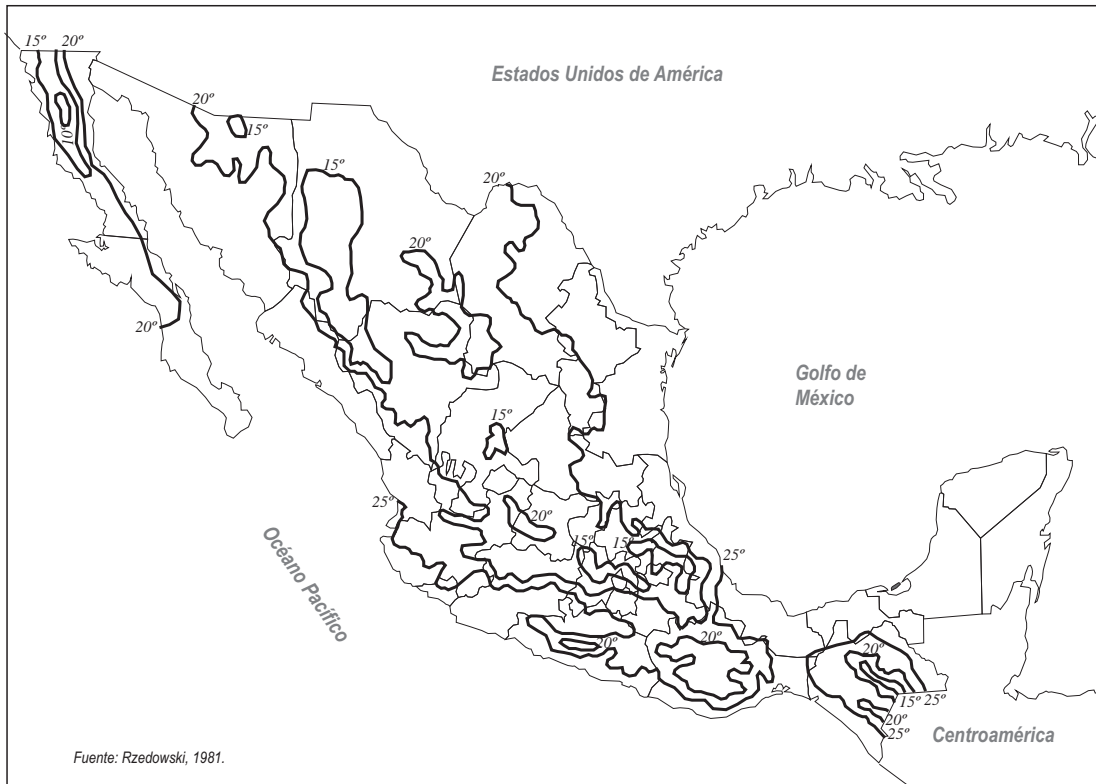 15º 20º
Estados Unidos de América
20º
15º
10º
15º
20º
20º
20º
15º
Golfo de
México
25º
20º
15º
15º
25º
Océano Pacífico
20º
20º
20º
15º 25º
20º
25º
Centroamérica
Fuente: Rzedowski, 1981.